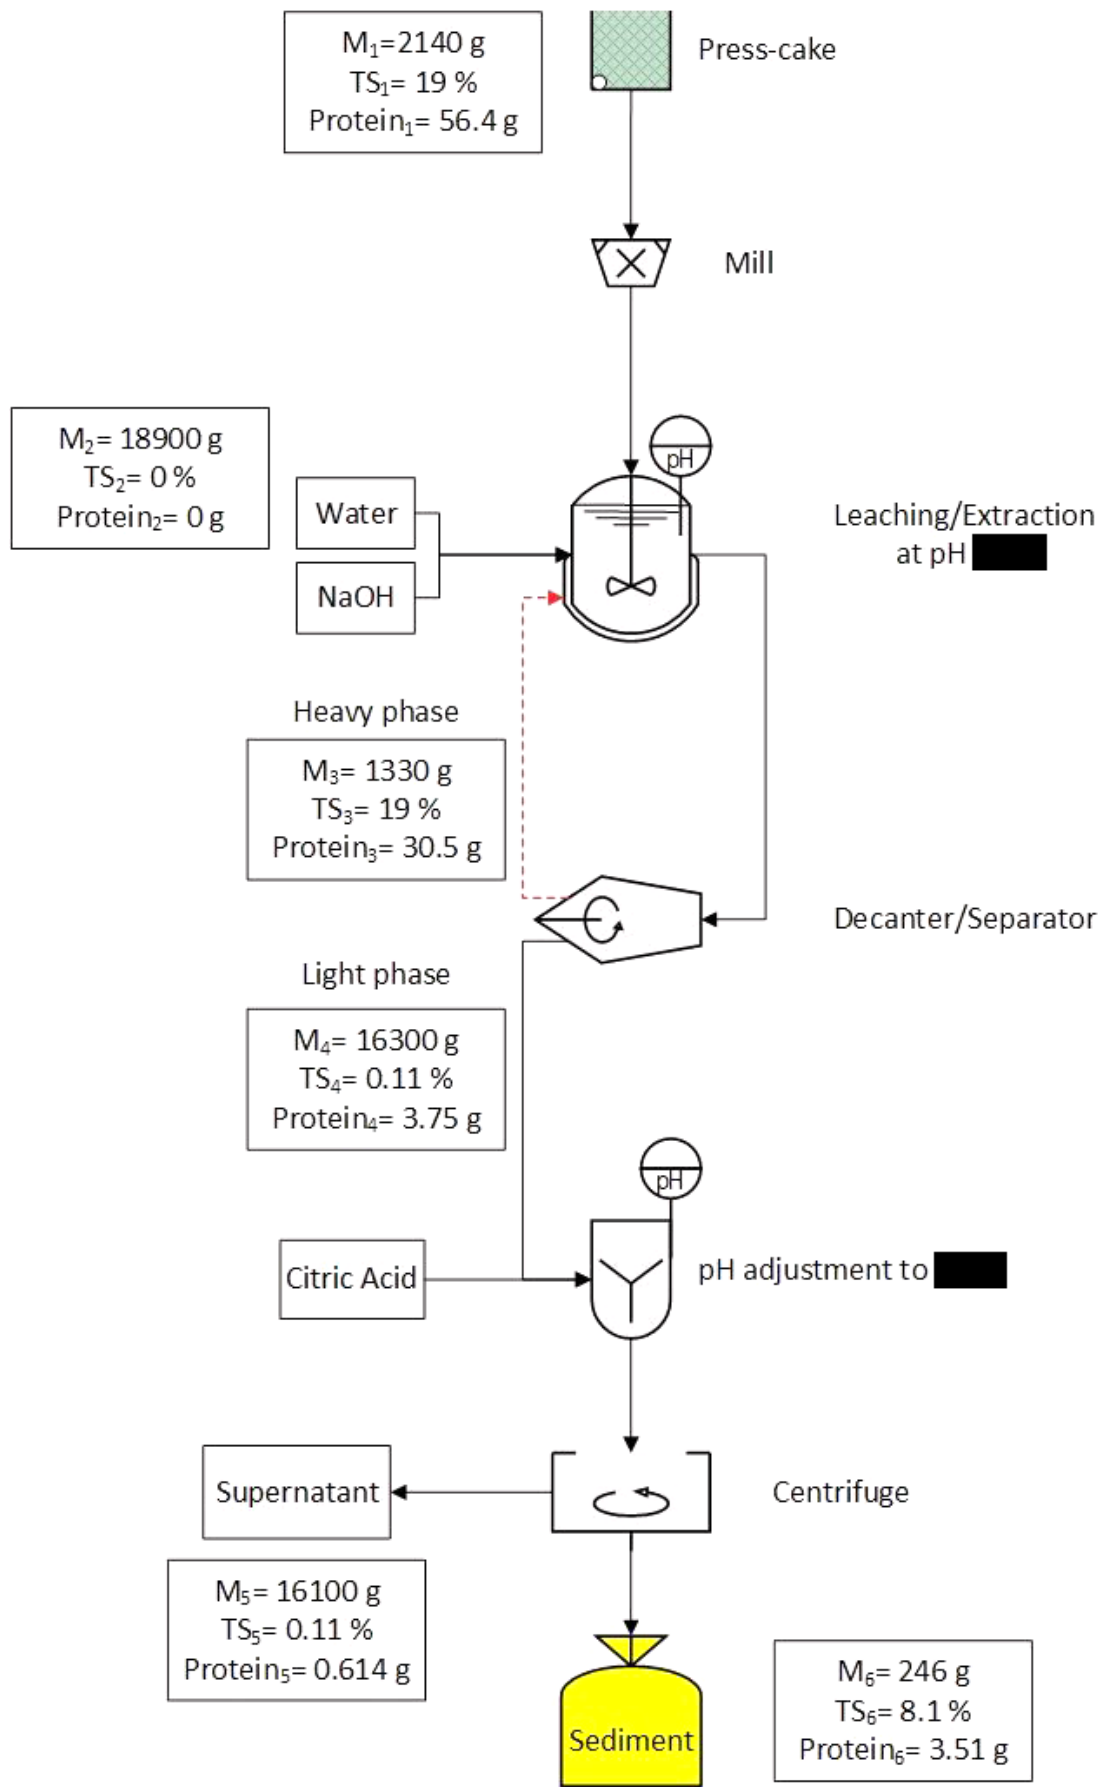 M₁=2140 g
TS₁= 19 %
Protein₁= 56.4 g
Press-cake
Mill
M₂= 18900 g
TS₂= 0 %
Protein₂= 0 g
pH
Water
NaOH
Leaching/Extraction
at pH
Heavy phase
M₃= 1330 g
TS₃= 19 %
Protein₃= 30.5 g
Decanter/Separator
Light phase
M₄= 16300 g
TS₄= 0.11 %
Protein₄= 3.75 g
pH
Citric Acid
pH adjustment to
Supernatant
Centrifuge
M₅= 16100 g
TS₅= 0.11 %
Protein₅= 0.614 g
Sediment
M₆= 246 g
TS₆= 8.1 %
Protein₆= 3.51 g